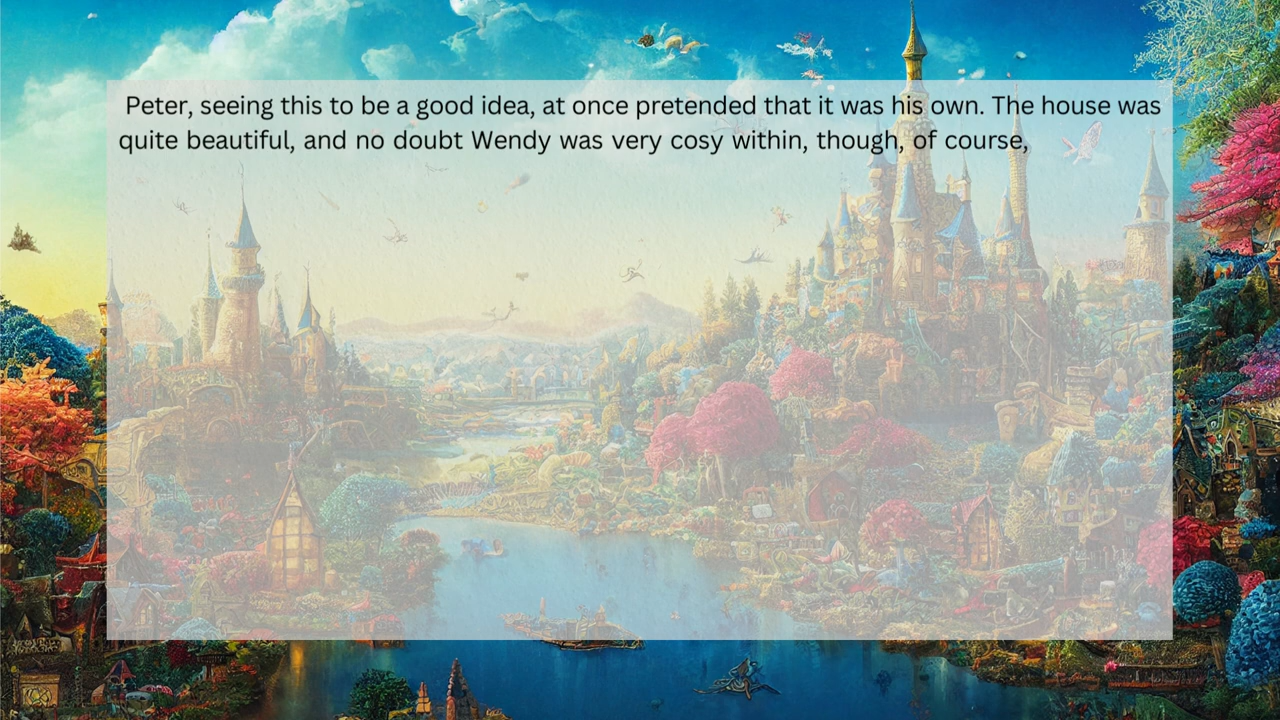 Peter, seeing this to be a good idea, at once pretended that it was his own. The house was
quite beautiful, and no doubt Wendy was very cosy within, though, of course,